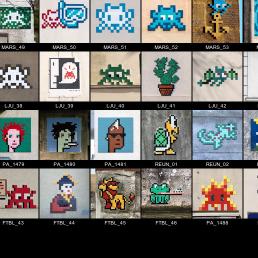 MARS_49 MARS_50 MARS_51 MARS_52 MARS_53
LJU_38 LJU_39 LJU_40 LJU_41 LJU_42
PA_1479 PA_1480 PA_1481 REUN_01 REUN_02
FTBL_43 FTBL_44 FTBL_45 FTBL_46 PA_1485